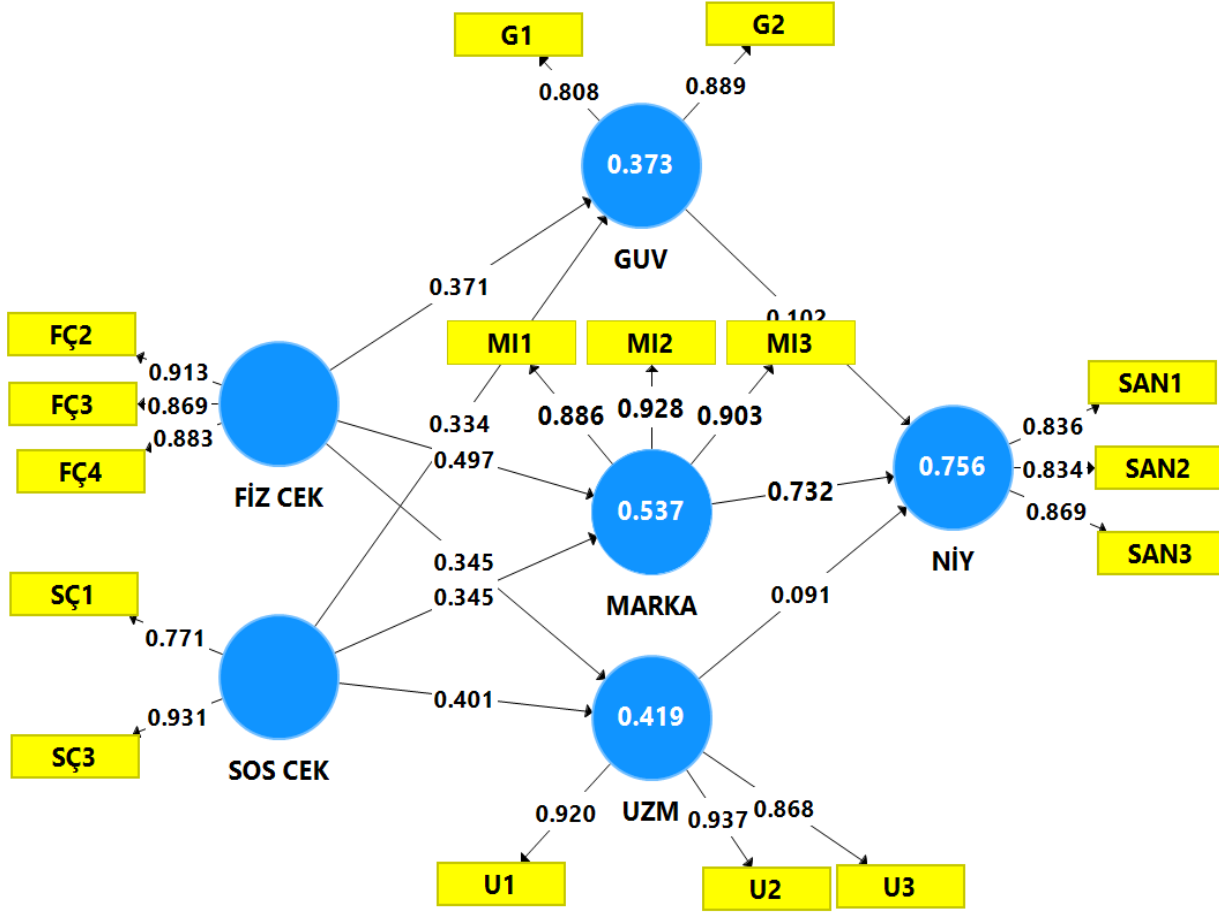 G1
G2
0.808
0.889
0.373
GUV
0.371
0.102
FÇ2
FÇ3
FÇ4
0.913
0.869
0.883
FİZ CEK
MI1
MI2
MI3
0.886
0.928
0.903
0.334
0.497
0.537
MARKA
0.732
0.756
NİY
SAN1
SAN2
SAN3
0.836
0.834
0.869
0.345
0.345
0.091
SÇ1
SÇ3
0.771
0.931
SOS CEK
0.401
0.419
UZM
0.920
0.937
0.868
U1
U2
U3